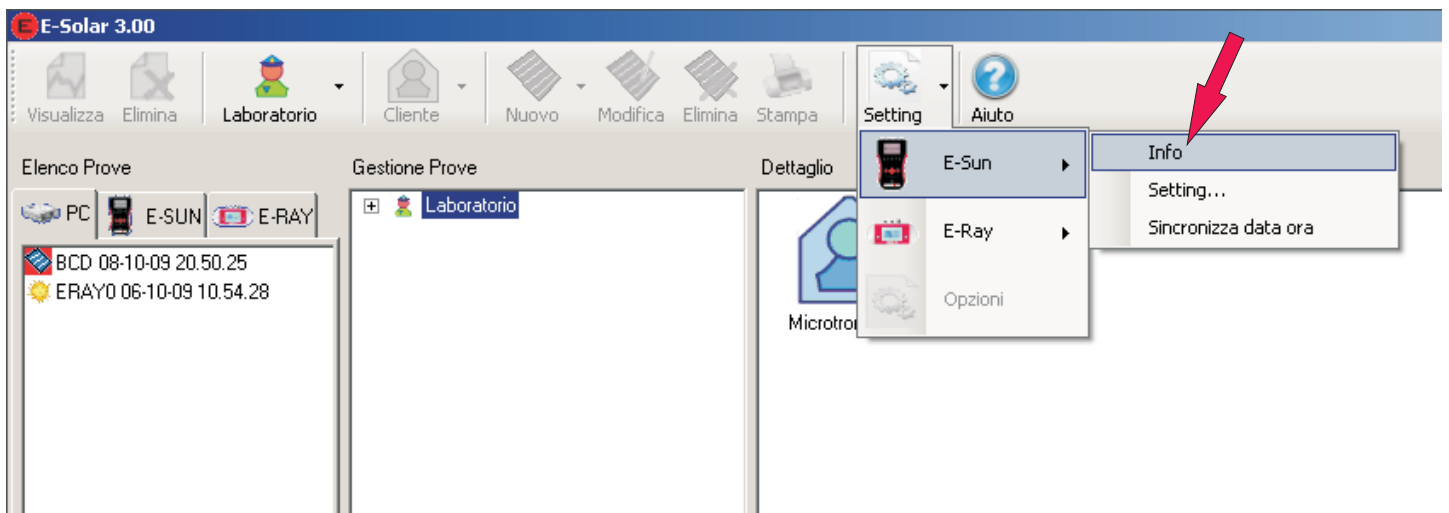 E-Solar 3.00
Visualizza Elimina Laboratorio Cliente Nuovo Modifica Elimina Stampa Setting Aiuto
Elenco Prove
PC E-SUN E-RAY
BCD 08-10-09 20.50.25
ERAY0 06-10-09 10.54.28
Gestione Prove
Laboratorio
Dettaglio
E-Sun
E-Ray
Opzioni
Info
Setting...
Sincronizza data ora